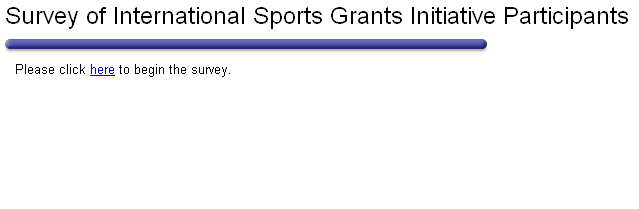 Survey of International Sports Grants Initiative Participants
Please click here to begin the survey.